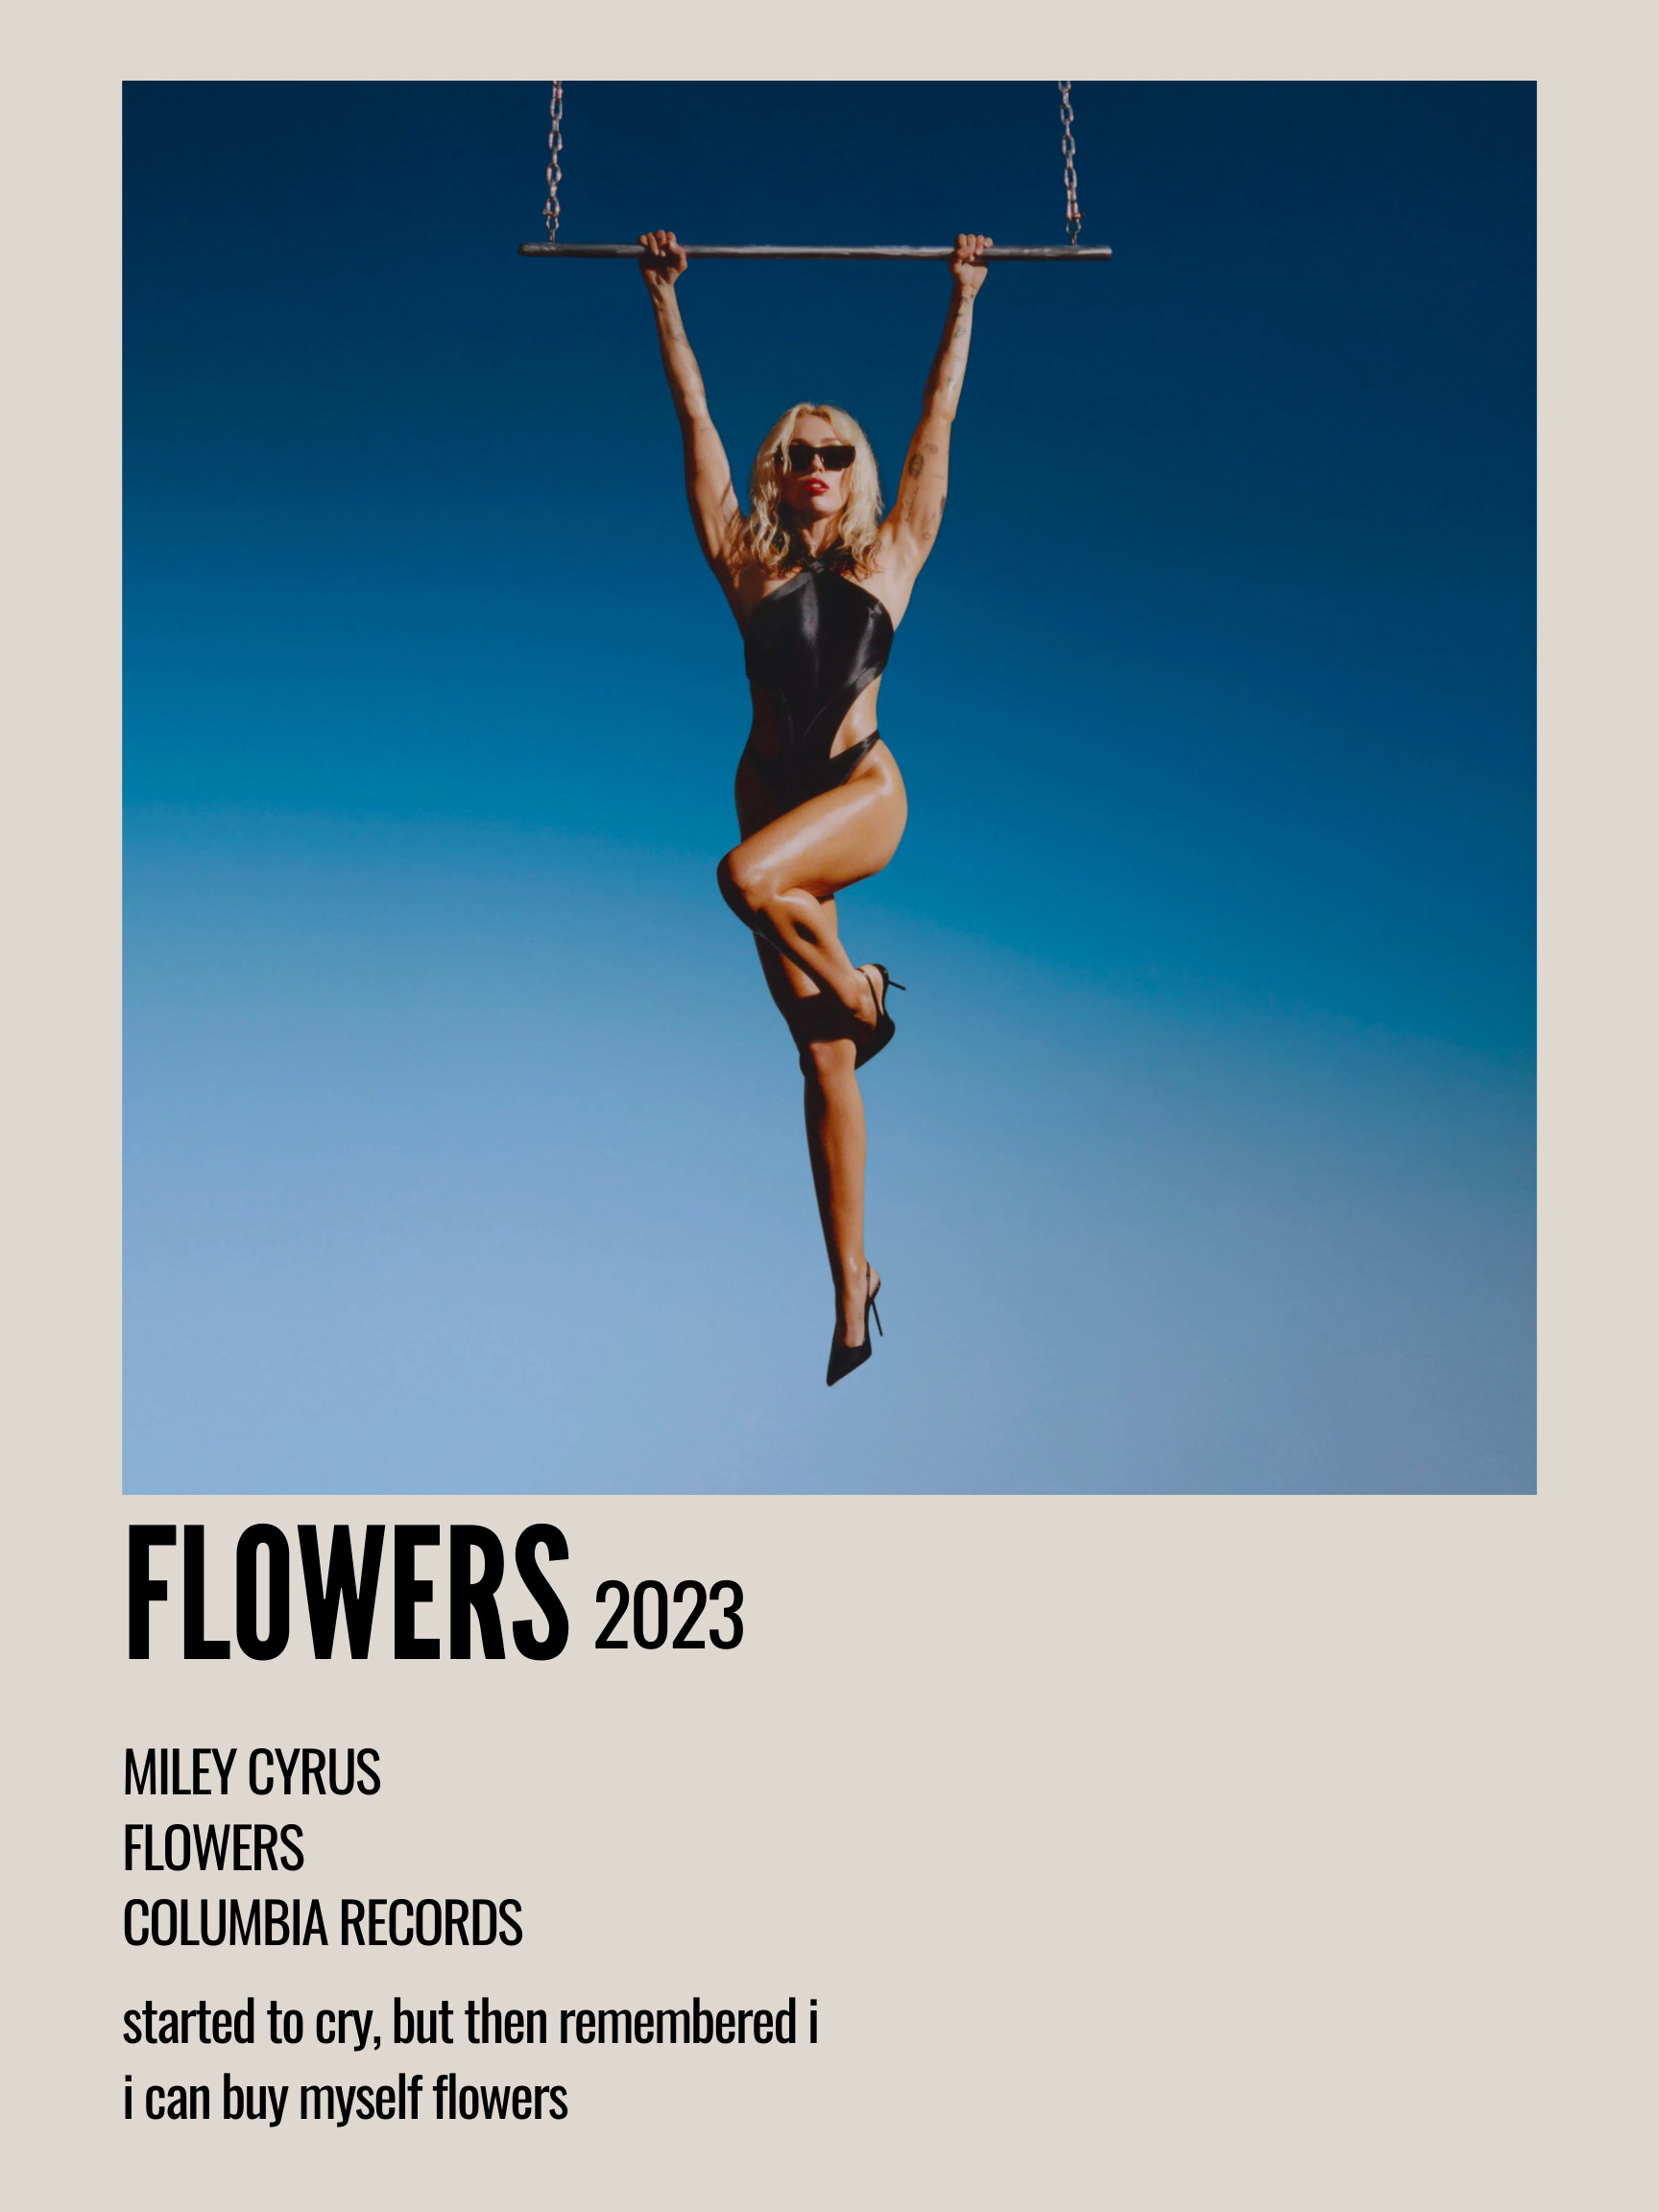 FLOWERS 2023
MILEY CYRUS
FLOWERS
COLUMBIA RECORDS
started to cry, but then remembered i
i can buy myself flowers